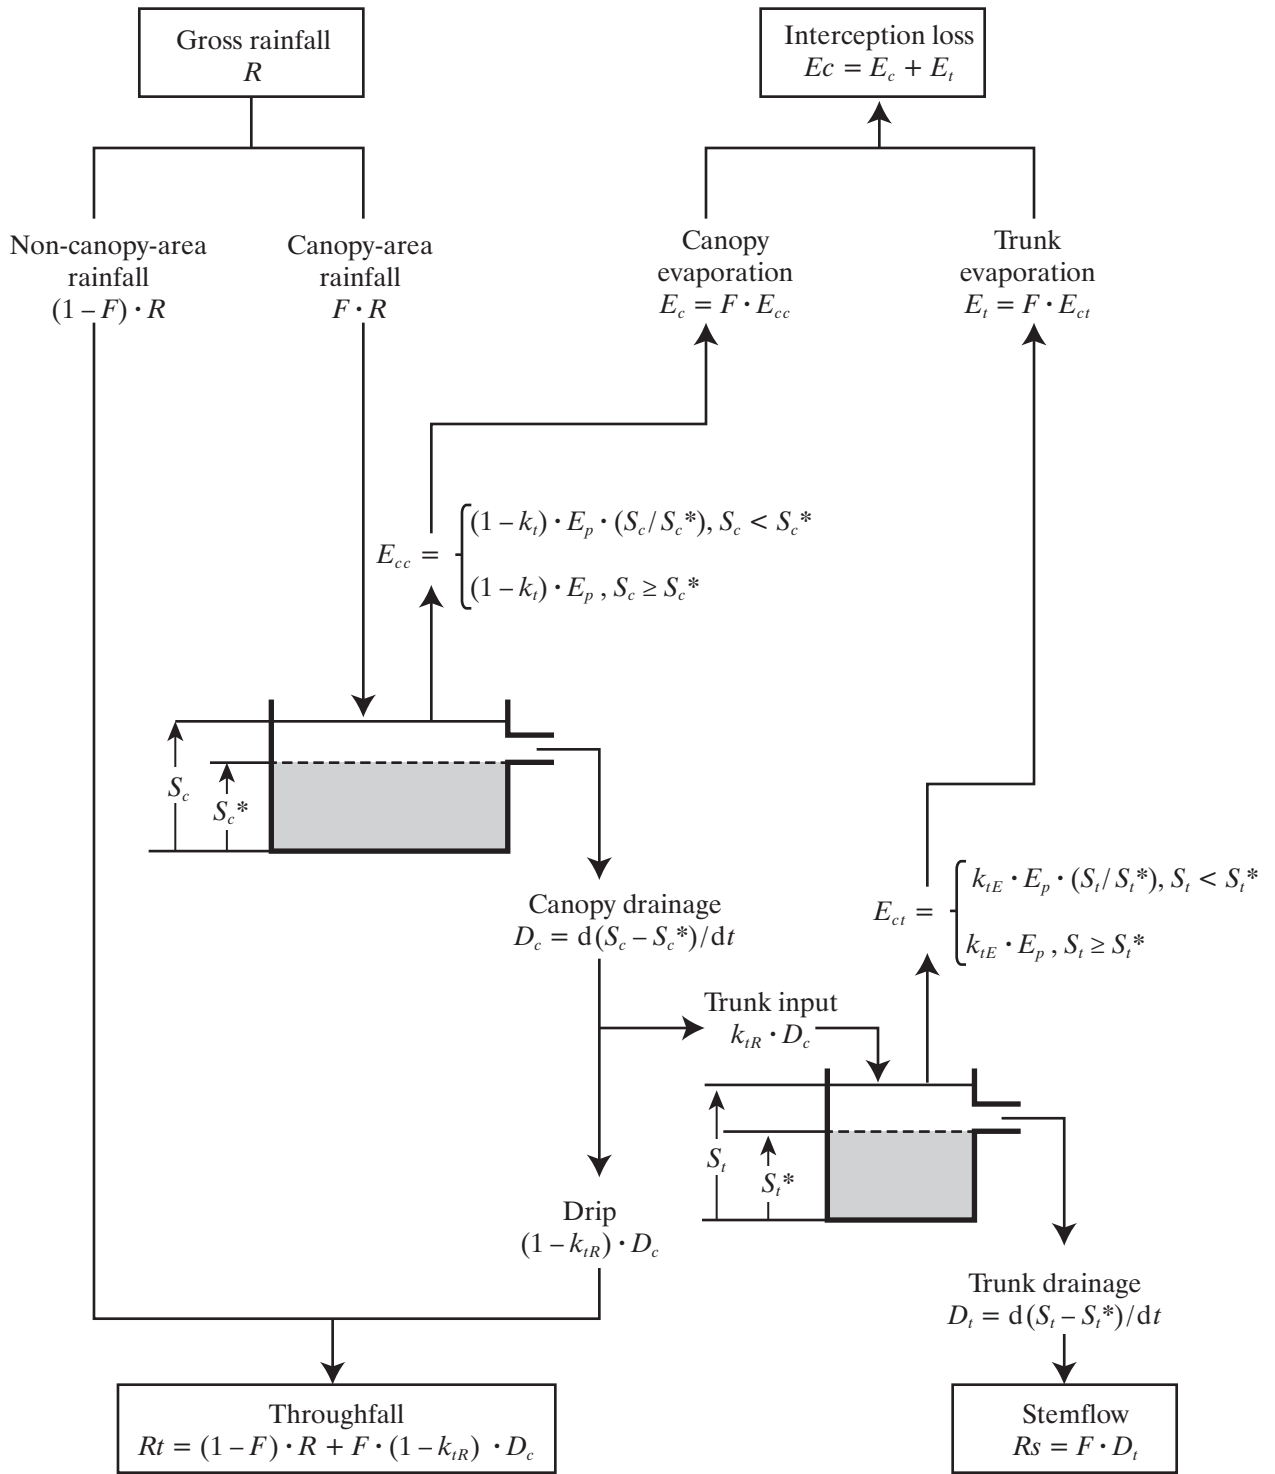 Gross rainfall
R
Interception loss
Ec = E_c + E_t
Non-canopy-area
rainfall
(1 – F) · R
Canopy-area
rainfall
F · R
Canopy
evaporation
E_c = F · E_cc
Trunk
evaporation
E_t = F · E_ct
E_cc =
(1 – k_t) · E_p · (S_c/S_c*), S_c < S_c*
(1 – k_t) · E_p , S_c ≥ S_c*
S_c
S_c*
Canopy drainage
D_c = d(S_c – S_c*)/dt
E_ct =
k_tE · E_p · (S_t/S_t*), S_t < S_t*
k_tE · E_p , S_t ≥ S_t*
Trunk input
k_tR · D_c
S_t
S_t*
Drip
(1 – k_tR) · D_c
Trunk drainage
D_t = d(S_t – S_t*)/dt
Throughfall
Rt = (1 – F) · R + F · (1 – k_tR) · D_c
Stemflow
Rs = F · D_t